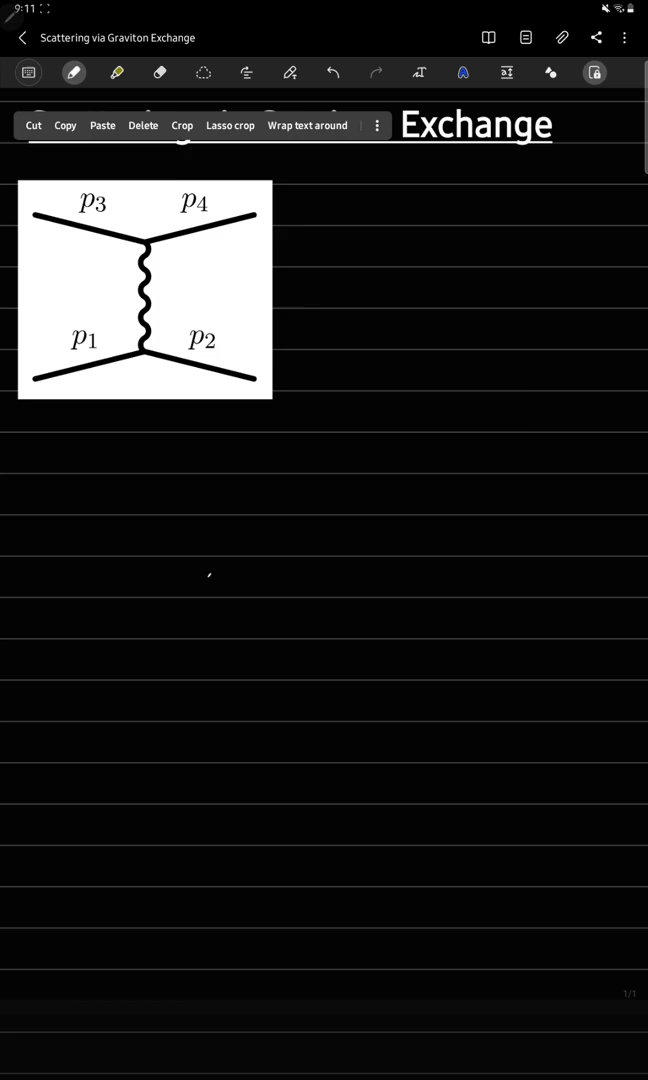 9:11
Scattering via Graviton Exchange
Exchange
Cut Copy Paste Delete Crop Lasso crop Wrap text around
p3 p4
p1 p2
1/1